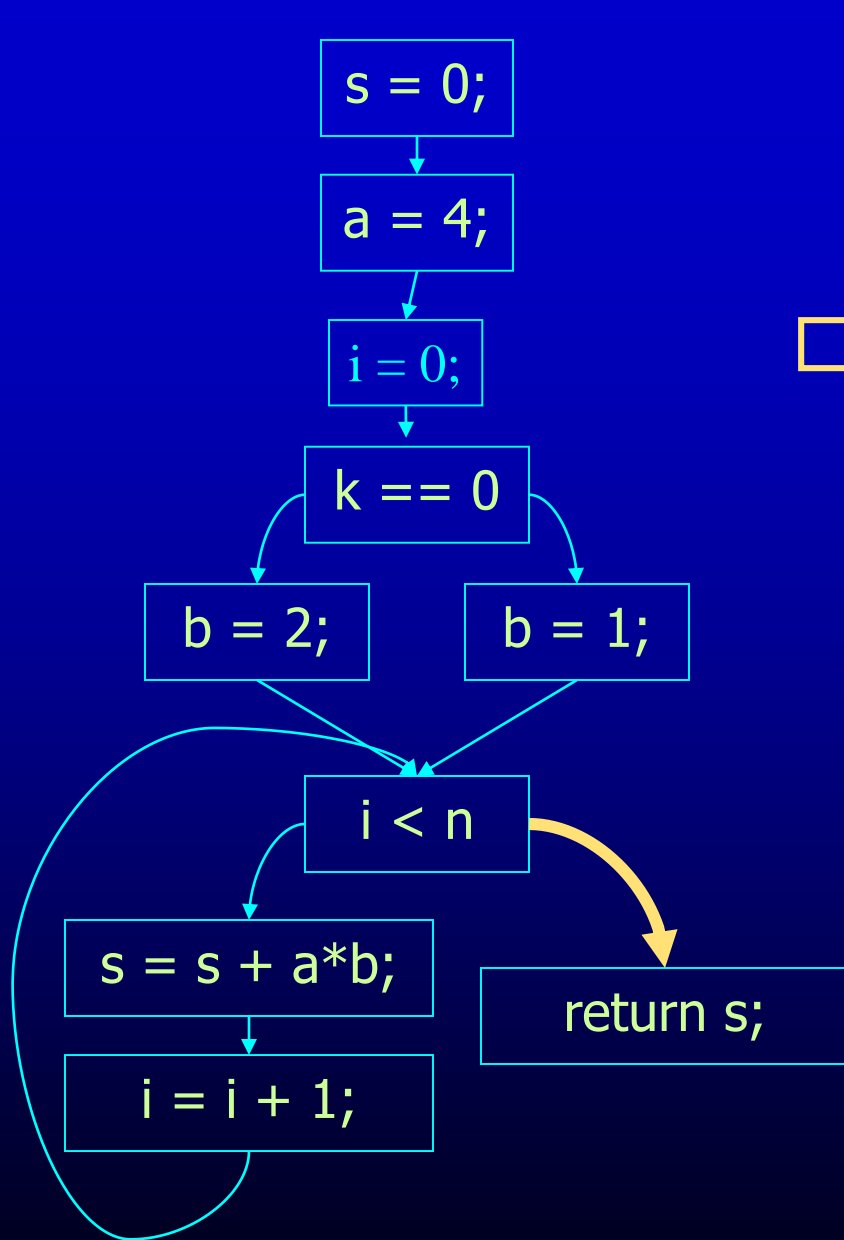 s = 0;
a = 4;
i = 0;
k == 0
b = 2;
b = 1;
i < n
s = s + a*b;
return s;
i = i + 1;